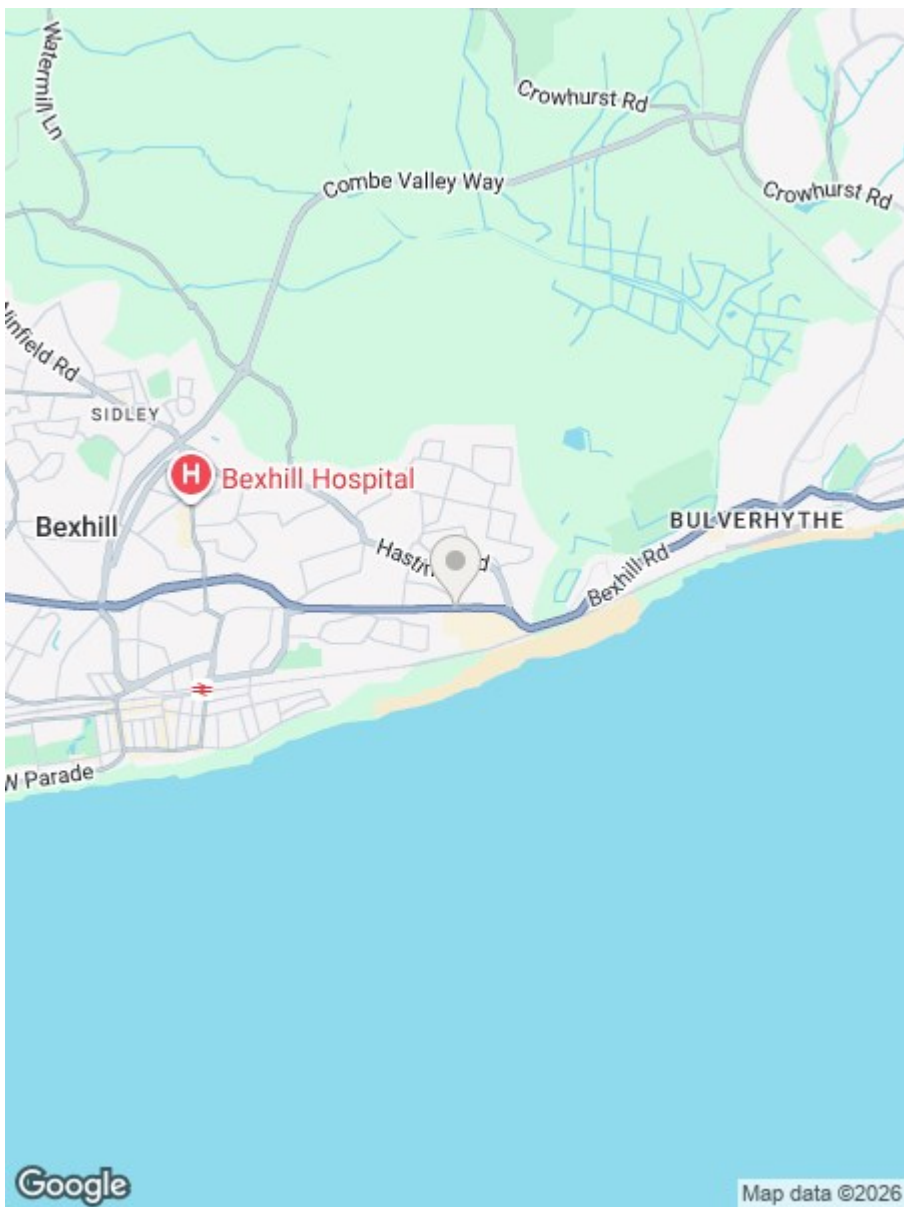 Watermill Ln
Crowhurst Rd
Combe Valley Way
Crowhurst Rd
Ninfield Rd
SIDLEY
H
Bexhill Hospital
Bexhill
BULVERHYTHE
Bexhill Rd
W Parade
Google
Map data ©2026